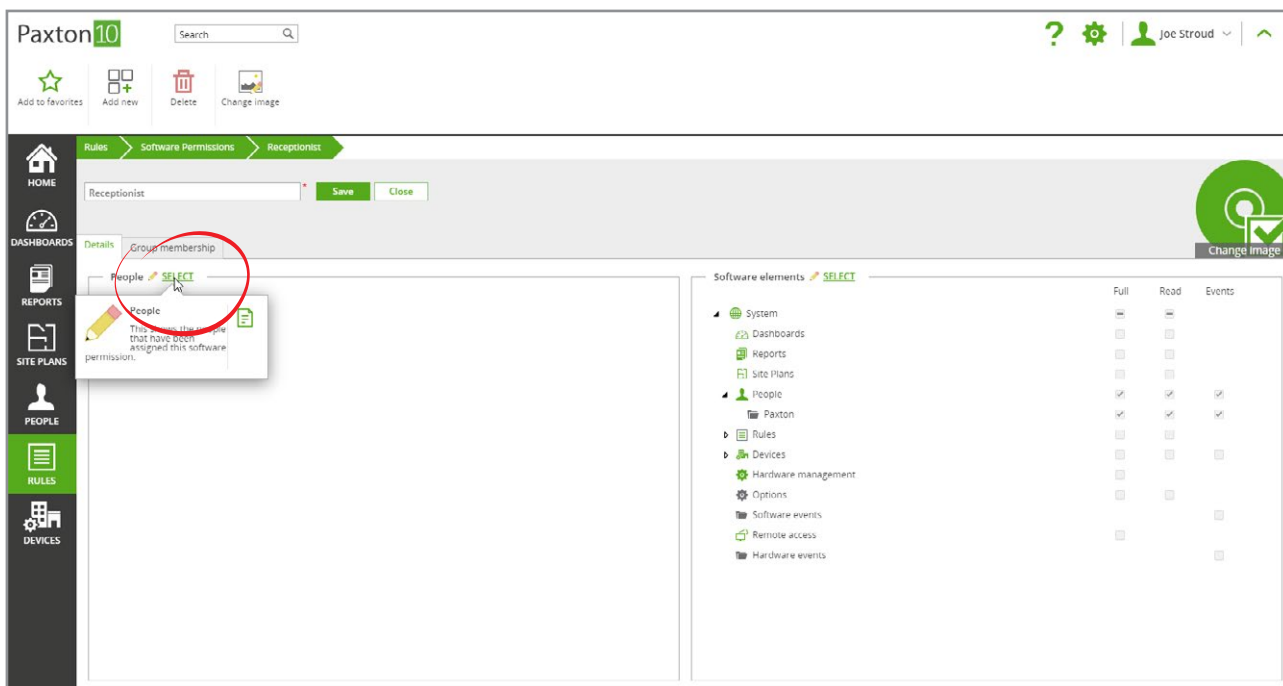 Paxton10
Search
Joe Stroud
Add to favorites
Add new
Delete
Change image
HOME
DASHBOARDS
REPORTS
SITE PLANS
PEOPLE
RULES
DEVICES
Rules
Software Permissions
Receptionist
Receptionist *
Save
Close
Change Image
Details
Group membership
People SELECT
People
This shows the people
that have been
assigned this software
permission.
Software elements SELECT
Full Read Events
System
Dashboards
Reports
Site Plans
People
Paxton
Rules
Devices
Hardware management
Options
Software events
Remote access
Hardware events